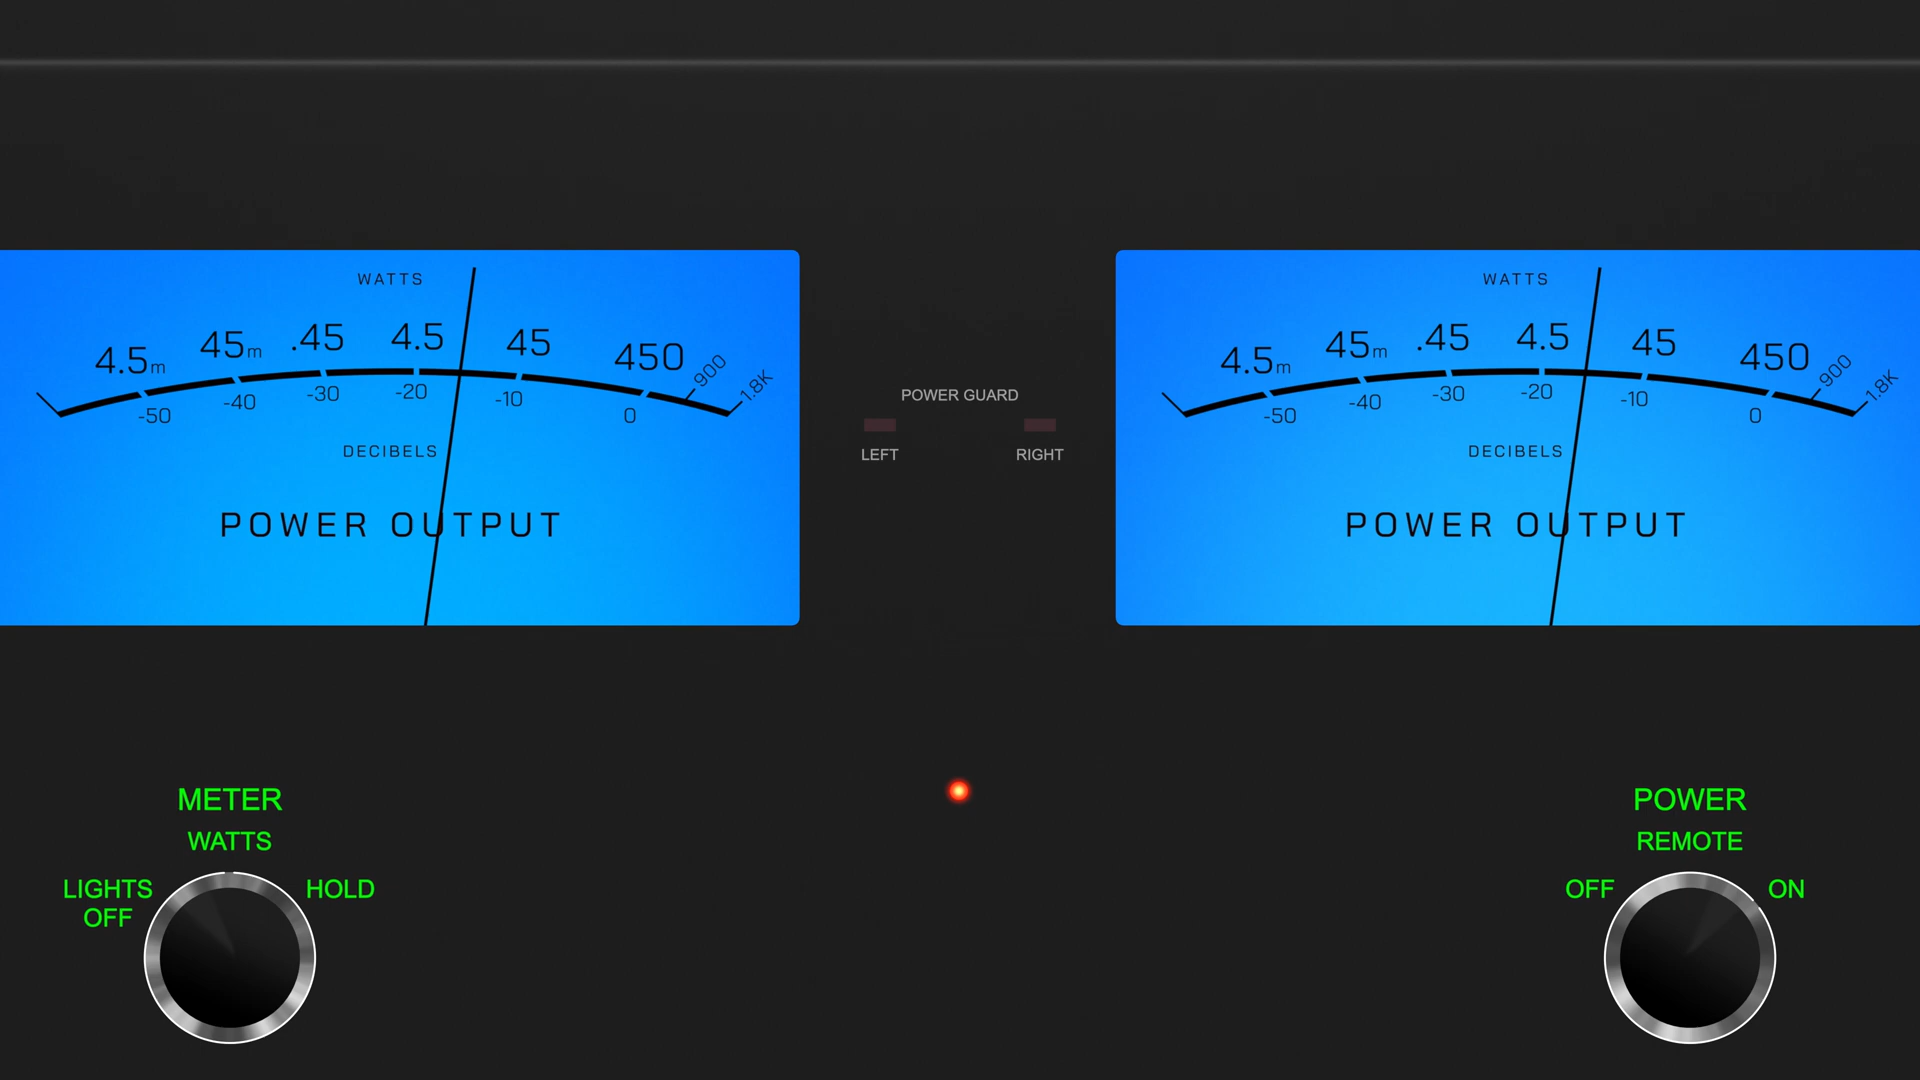 WATTS
4.5m 45m .45 4.5 45 450 900 1.8K
-50 -40 -30 -20 -10 0
DECIBELS
POWER OUTPUT
POWER GUARD
LEFT RIGHT
WATTS
4.5m 45m .45 4.5 45 450 900 1.8K
-50 -40 -30 -20 -10 0
DECIBELS
POWER OUTPUT
METER
WATTS
LIGHTS OFF
HOLD
POWER
REMOTE
OFF ON